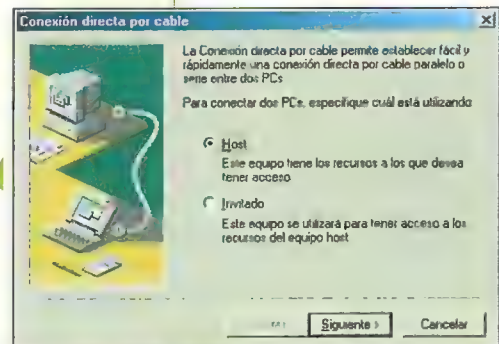 Conexión directa por cable
La Conexión directa por cable permite establecer fácil y
rápidamente una conexión directa por cable paralelo o
serie entre dos PCs
Para conectar dos PCs, especifique cuál está utilizando
Host
Este equipo tiene los recursos a los que desea
tener acceso
Invitado
Este equipo se utilizará para tener acceso a los
recursos del equipo host
Siguiente >
Cancelar